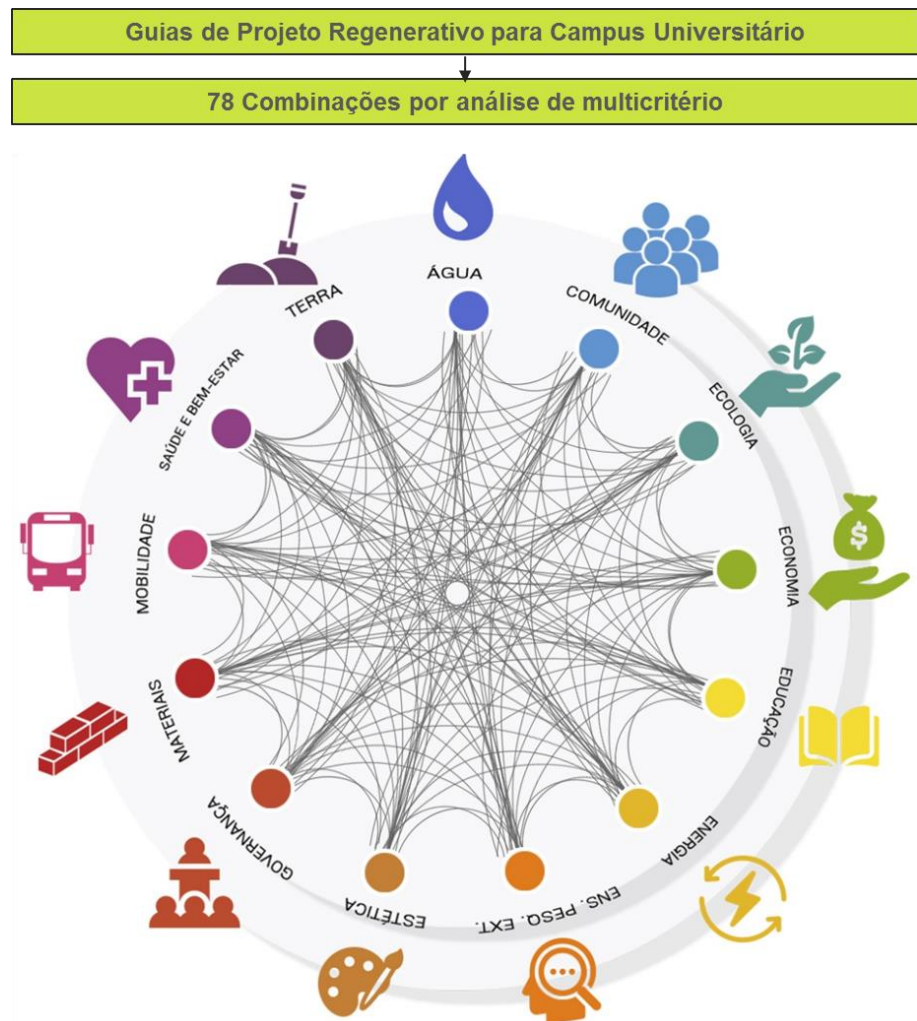 Guias de Projeto Regenerativo para Campus Universitário
78 Combinações por análise de multicritério
ÁGUA
COMUNIDADE
ECOLOGIA
ECONOMIA
$
EDUCAÇÃO
ENERGIA
ENS. PESQ. EXT.
ESTÉTICA
GOVERNANÇA
MATERIAIS
MOBILIDADE
SAÚDE E BEM-ESTAR
TERRA